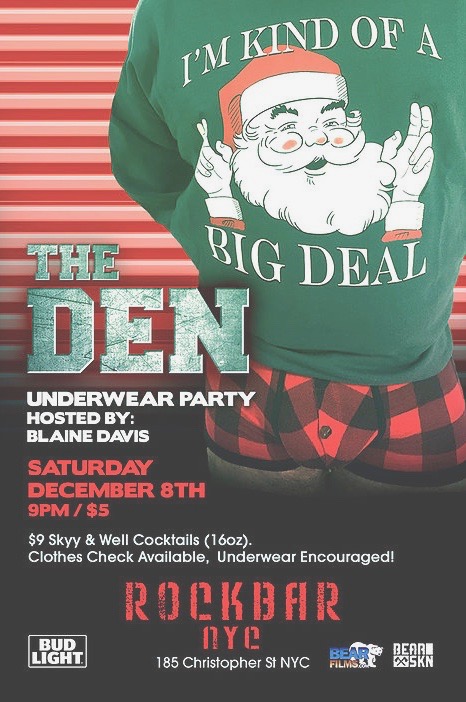 I'M KIND OF A
BIG DEAL
THE
DEN
UNDERWEAR PARTY
HOSTED BY:
BLAINE DAVIS
SATURDAY
DECEMBER 8TH
9PM / $5
$9 Skyy & Well Cocktails (16oz).
Clothes Check Available, Underwear Encouraged!
ROCKBAR
NYC
185 Christopher St NYC
BUD
LIGHT
BEAR
FILMS.com
BEAR
SKN